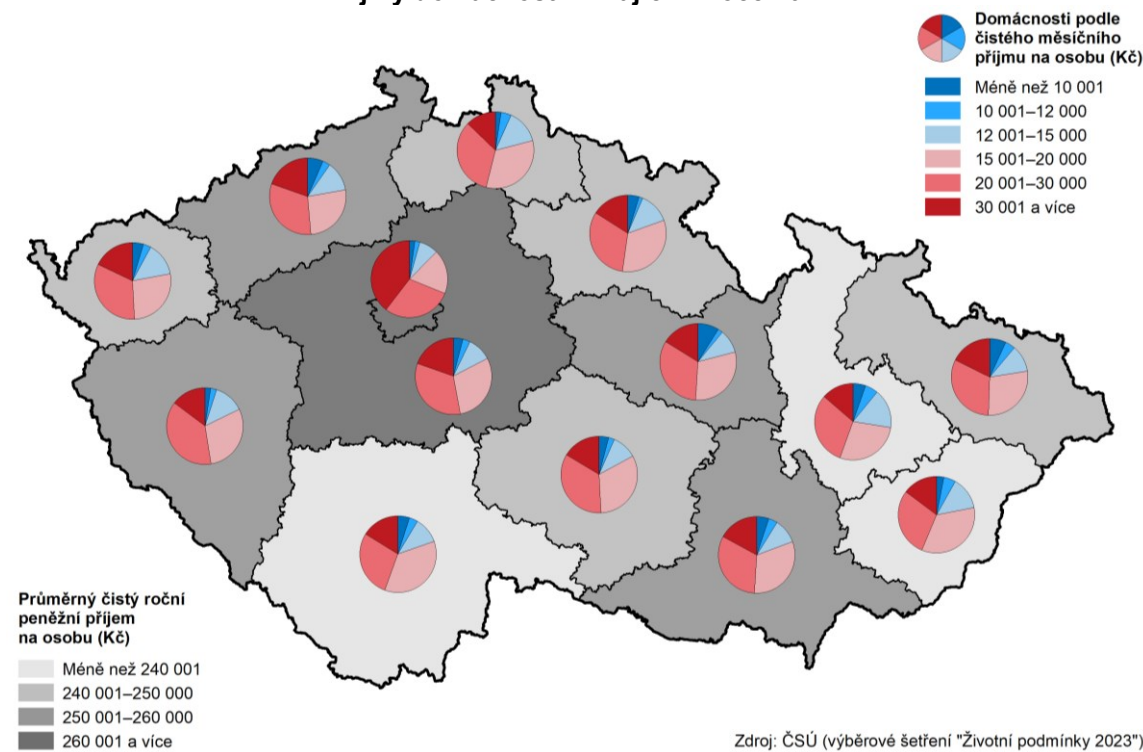 Domácnosti podle
čistého měsíčního
příjmu na osobu (Kč)
Méně než 10 001
10 001–12 000
12 001–15 000
15 001–20 000
20 001–30 000
30 001 a více
Průměrný čistý roční
peněžní příjem
na osobu (Kč)
Méně než 240 001
240 001–250 000
250 001–260 000
260 001 a více
Zdroj: ČSÚ (výběrové šetření "Životní podmínky 2023")